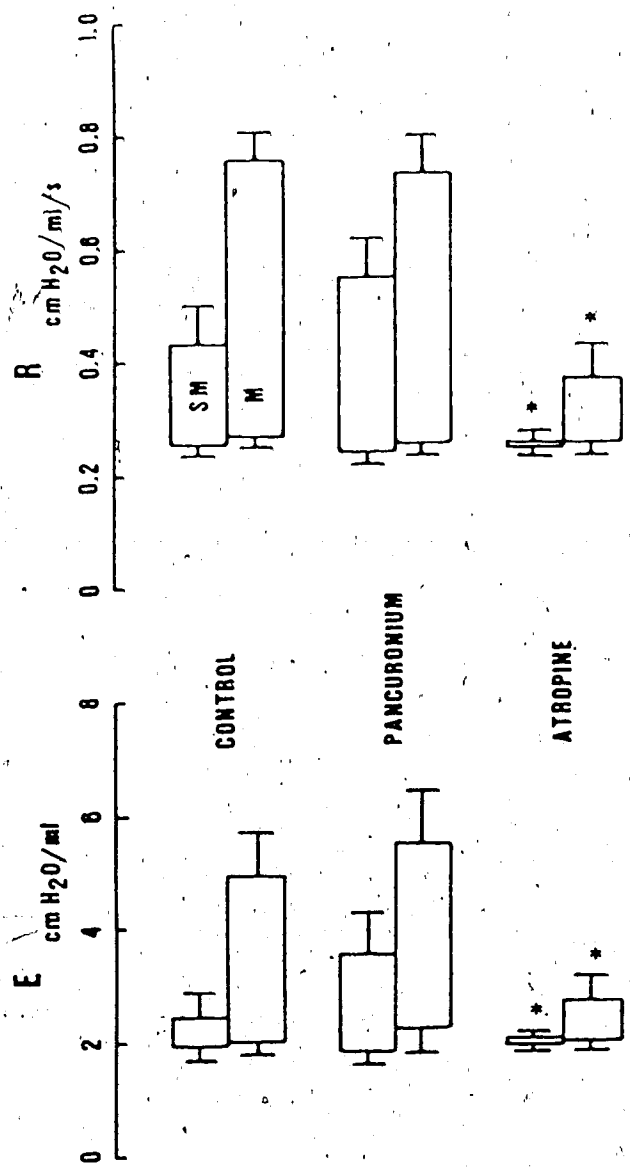 E
cm H2O/ml
0 2 4 6 8
R
cm H2O/ml/s
0 0.2 0.4 0.6 0.8 1.0
CONTROL
SM
M
PANCURONIUM
ATROPINE
* *
* *